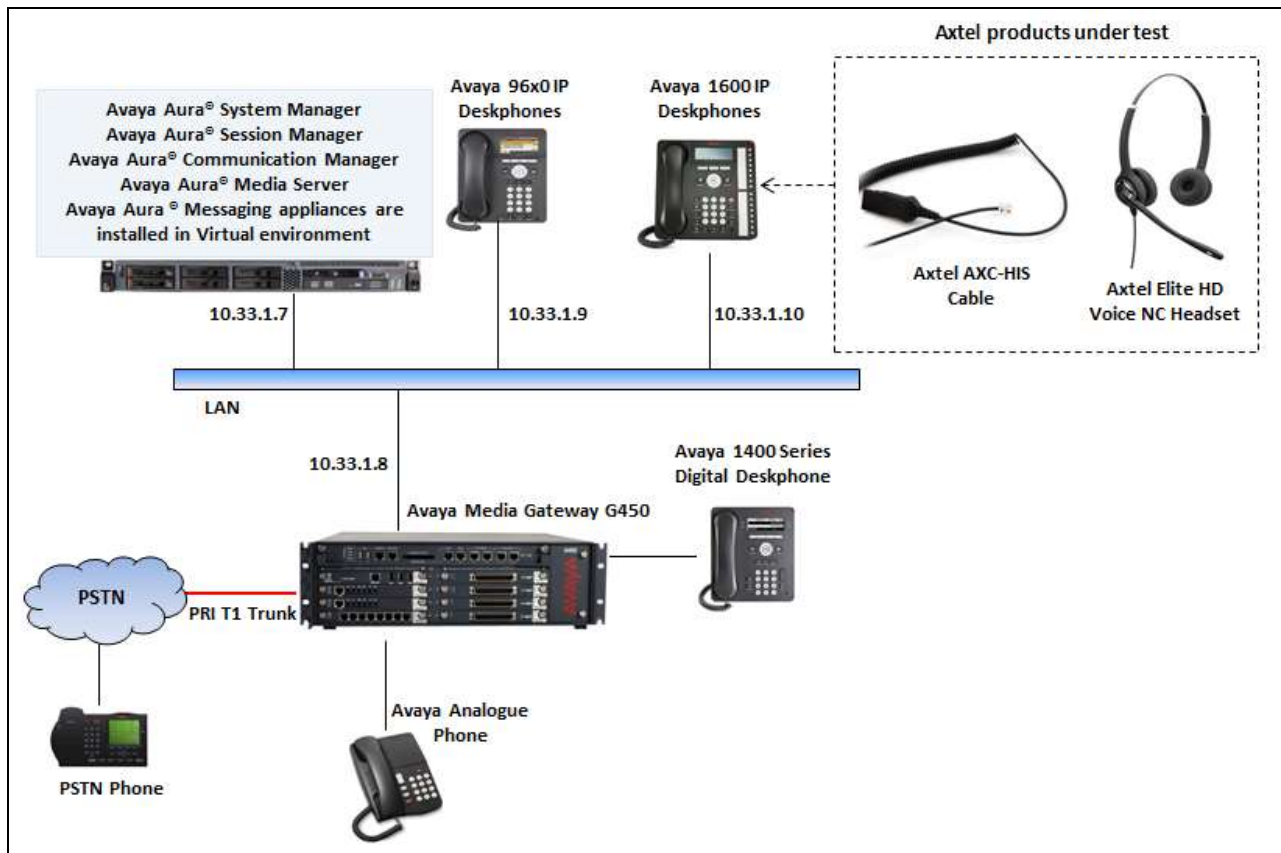 Axtel products under test
Avaya 96x0 IP
Deskphones
Avaya 1600 IP
Deskphones
Avaya Aura® System Manager
Avaya Aura® Session Manager
Avaya Aura® Communication Manager
Avaya Aura® Media Server
Avaya Aura ® Messaging appliances are
installed in Virtual environment
Axtel AXC-HIS
Cable
Axtel Elite HD
Voice NC Headset
10.33.1.7
10.33.1.9
10.33.1.10
LAN
10.33.1.8
Avaya 1400 Series
Digital Deskphone
Avaya Media Gateway G450
PSTN
PRI T1 Trunk
Avaya Analogue
Phone
PSTN Phone